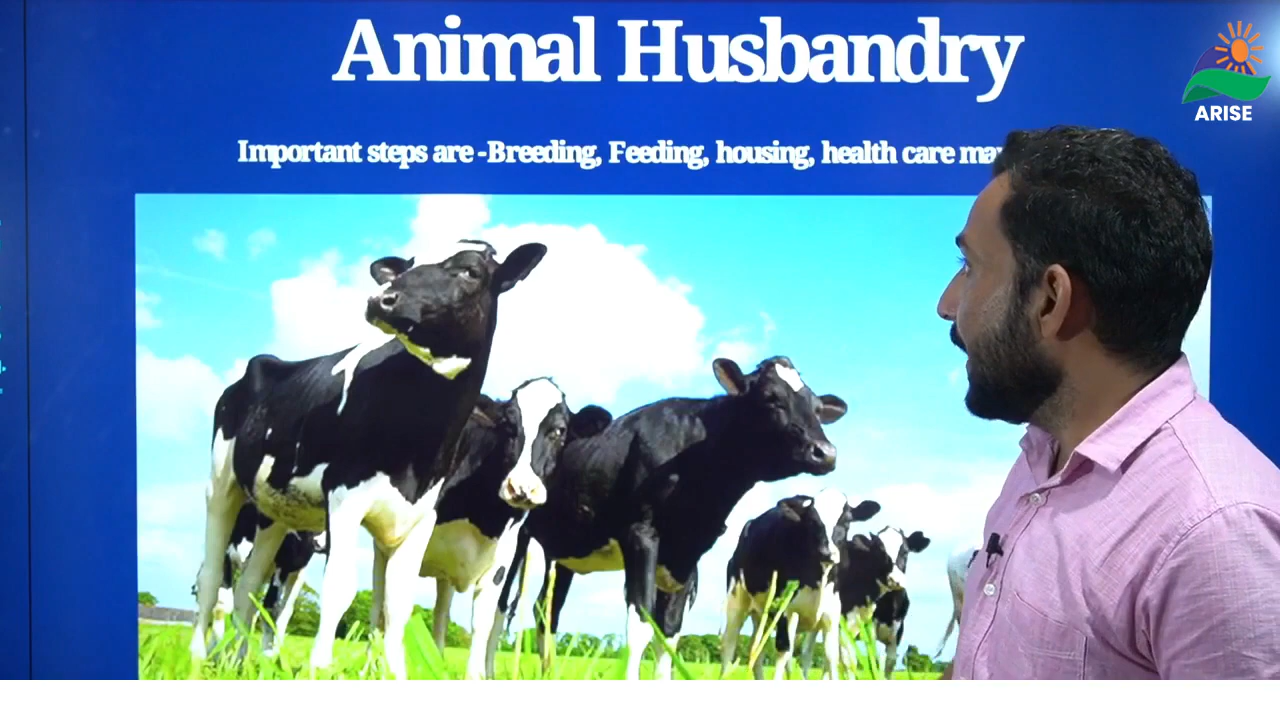 Animal Husbandry
ARISE
Important steps are -Breeding, Feeding, housing, health care